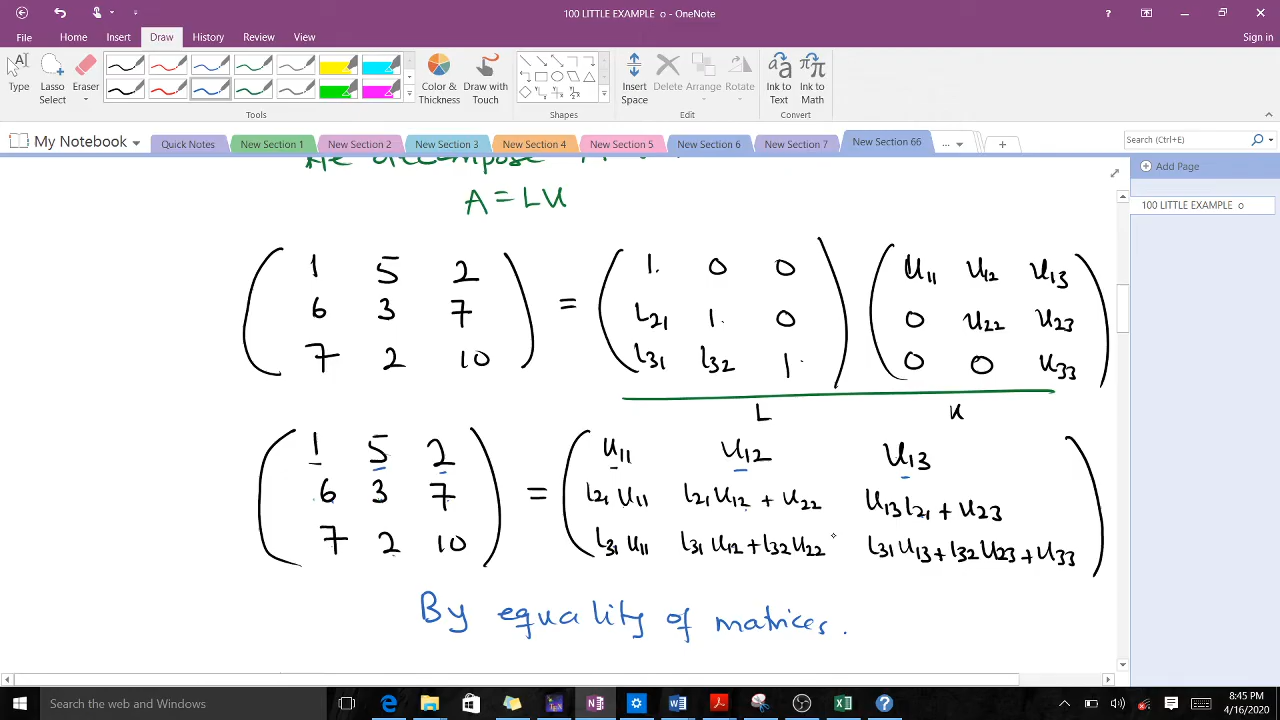 100 LITTLE EXAMPLE o - OneNote
? Sign in
File Home Insert Draw History Review View
Type Lasso Select Eraser Color & Thickness Draw with Touch Insert Space Delete Arrange Rotate Ink to Text Ink to Math
Tools Shapes Edit Convert
My Notebook Quick Notes New Section 1 New Section 2 New Section 3 New Section 4 New Section 5 New Section 6 New Section 7 New Section 66 ... + Search (Ctrl+E)
Add Page
100 LITTLE EXAMPLE o
decompose A
A = LU
( 1 5 2 ) ( 1. 0 0 ) ( U11 U12 U13 )
( 6 3 7 ) = ( L21 1. 0 ) ( 0 U22 U23 )
( 7 2 10 ) ( l31 l32 1 ) ( 0 0 U33 )
L U
( 1 5 2 ) ( U11 U12 U13 )
( 6 3 7 ) = ( l21 U11 l21 U12 + U22 U13 l21 + U23 )
( 7 2 10 ) ( l31 U11 l31 U12 + l32 U22 l31 U13 + l32 U23 + U33 )
By equality of matrices.
Search the web and Windows 8:45 PM
4/16/2020